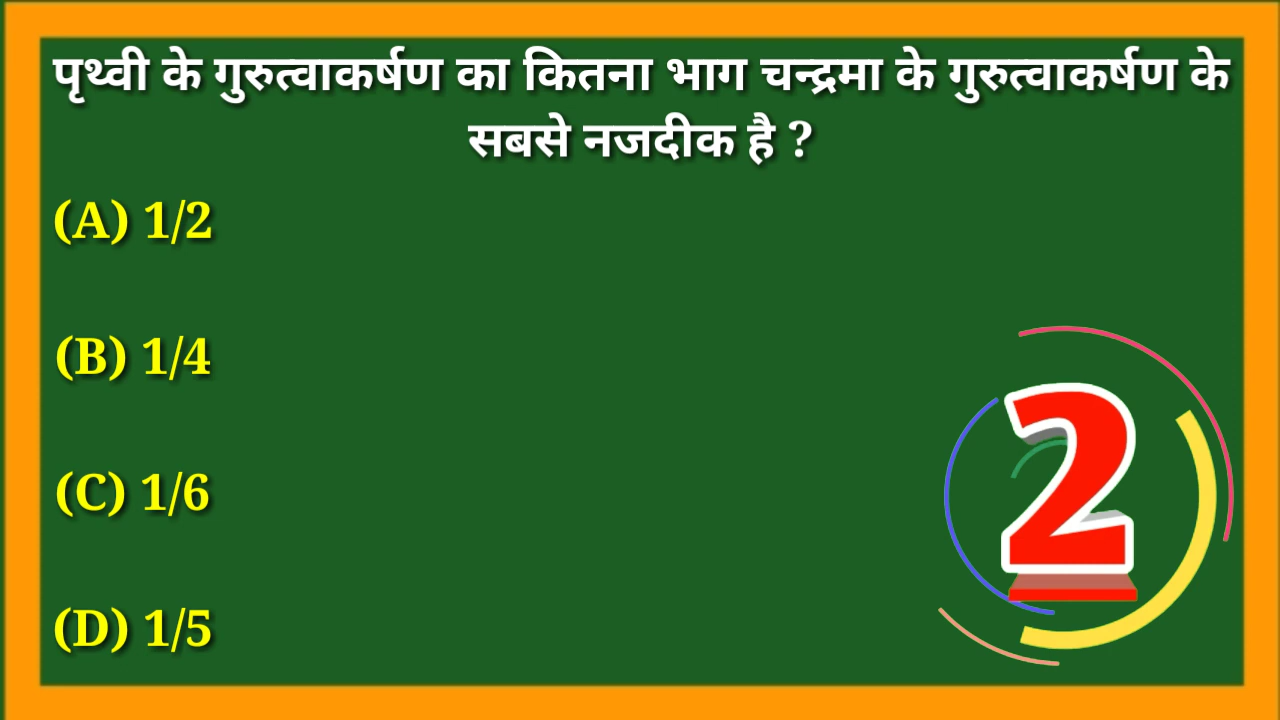 पृथ्वी के गुरुत्वाकर्षण का कितना भाग चन्द्रमा के गुरुत्वाकर्षण के
सबसे नजदीक है ?
(A) 1/2
(B) 1/4
(C) 1/6
(D) 1/5
2